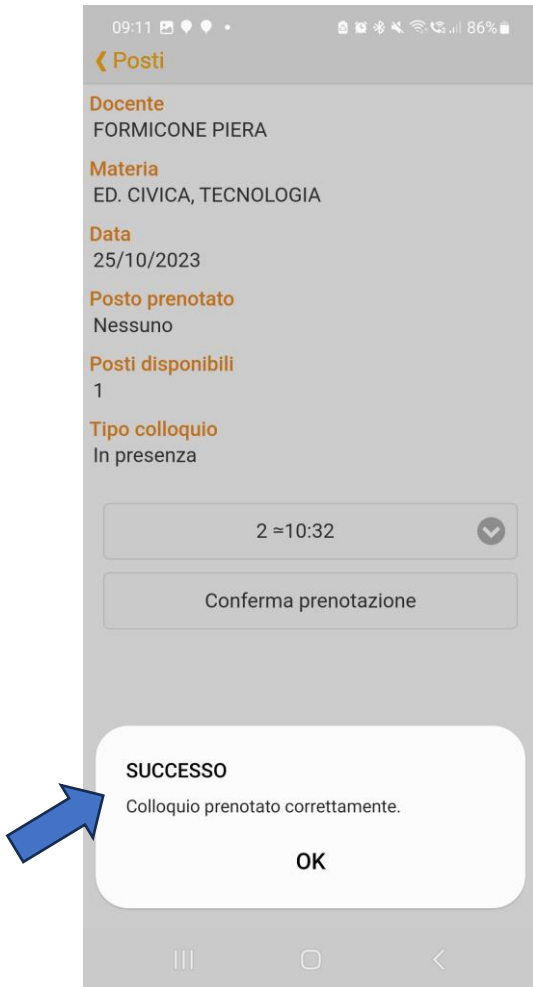 09:11 86%
Posti
Docente
FORMICONE PIERA
Materia
ED. CIVICA, TECNOLOGIA
Data
25/10/2023
Posto prenotato
Nessuno
Posti disponibili
1
Tipo colloquio
In presenza
2 ≃10:32
Conferma prenotazione
SUCCESSO
Colloquio prenotato correttamente.
OK